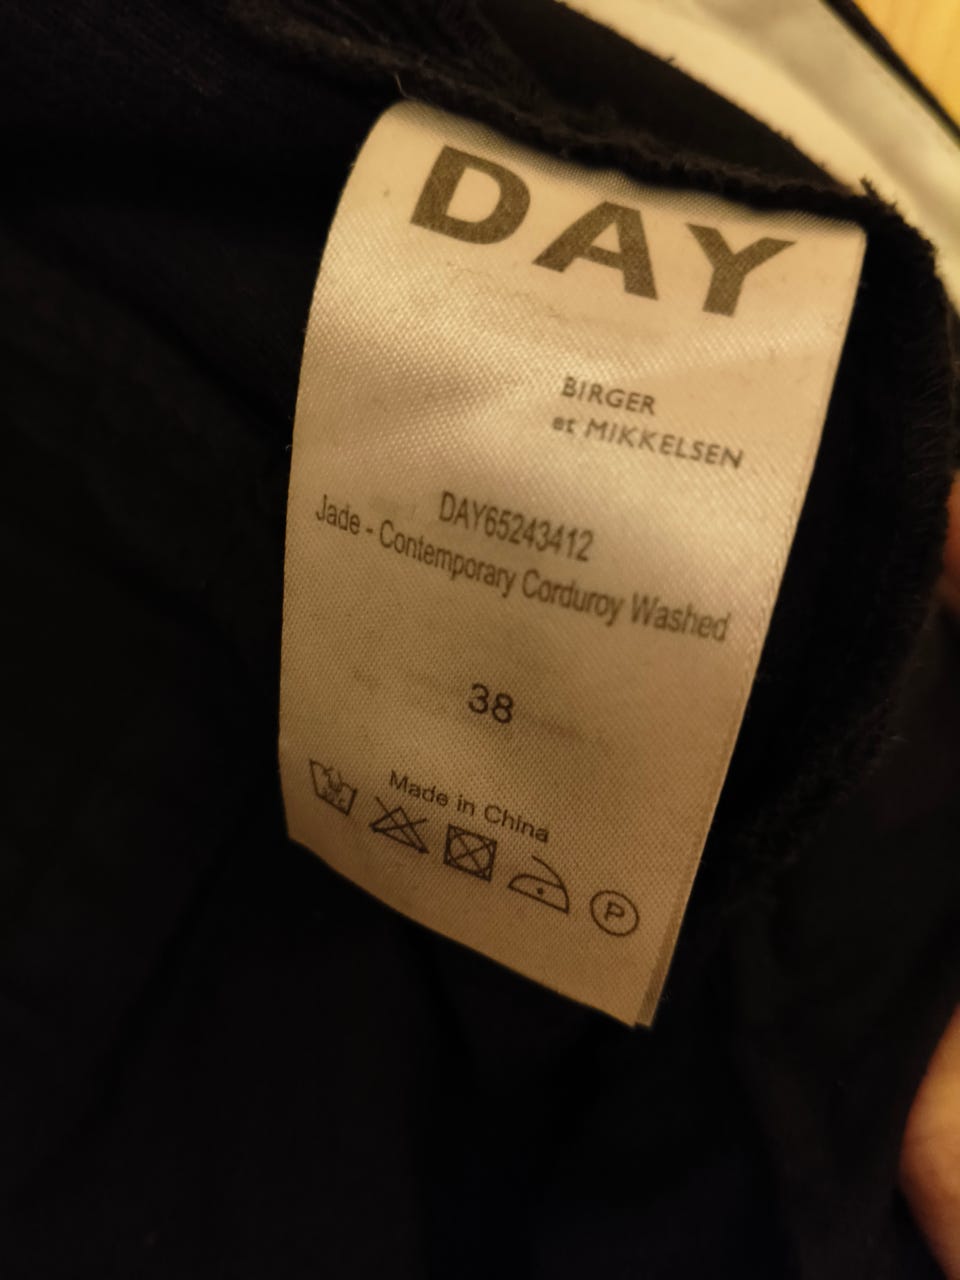 DAY
BIRGER
et MIKKELSEN
DAY65243412
Jade - Contemporary Corduroy Washed
38
Made in China
P